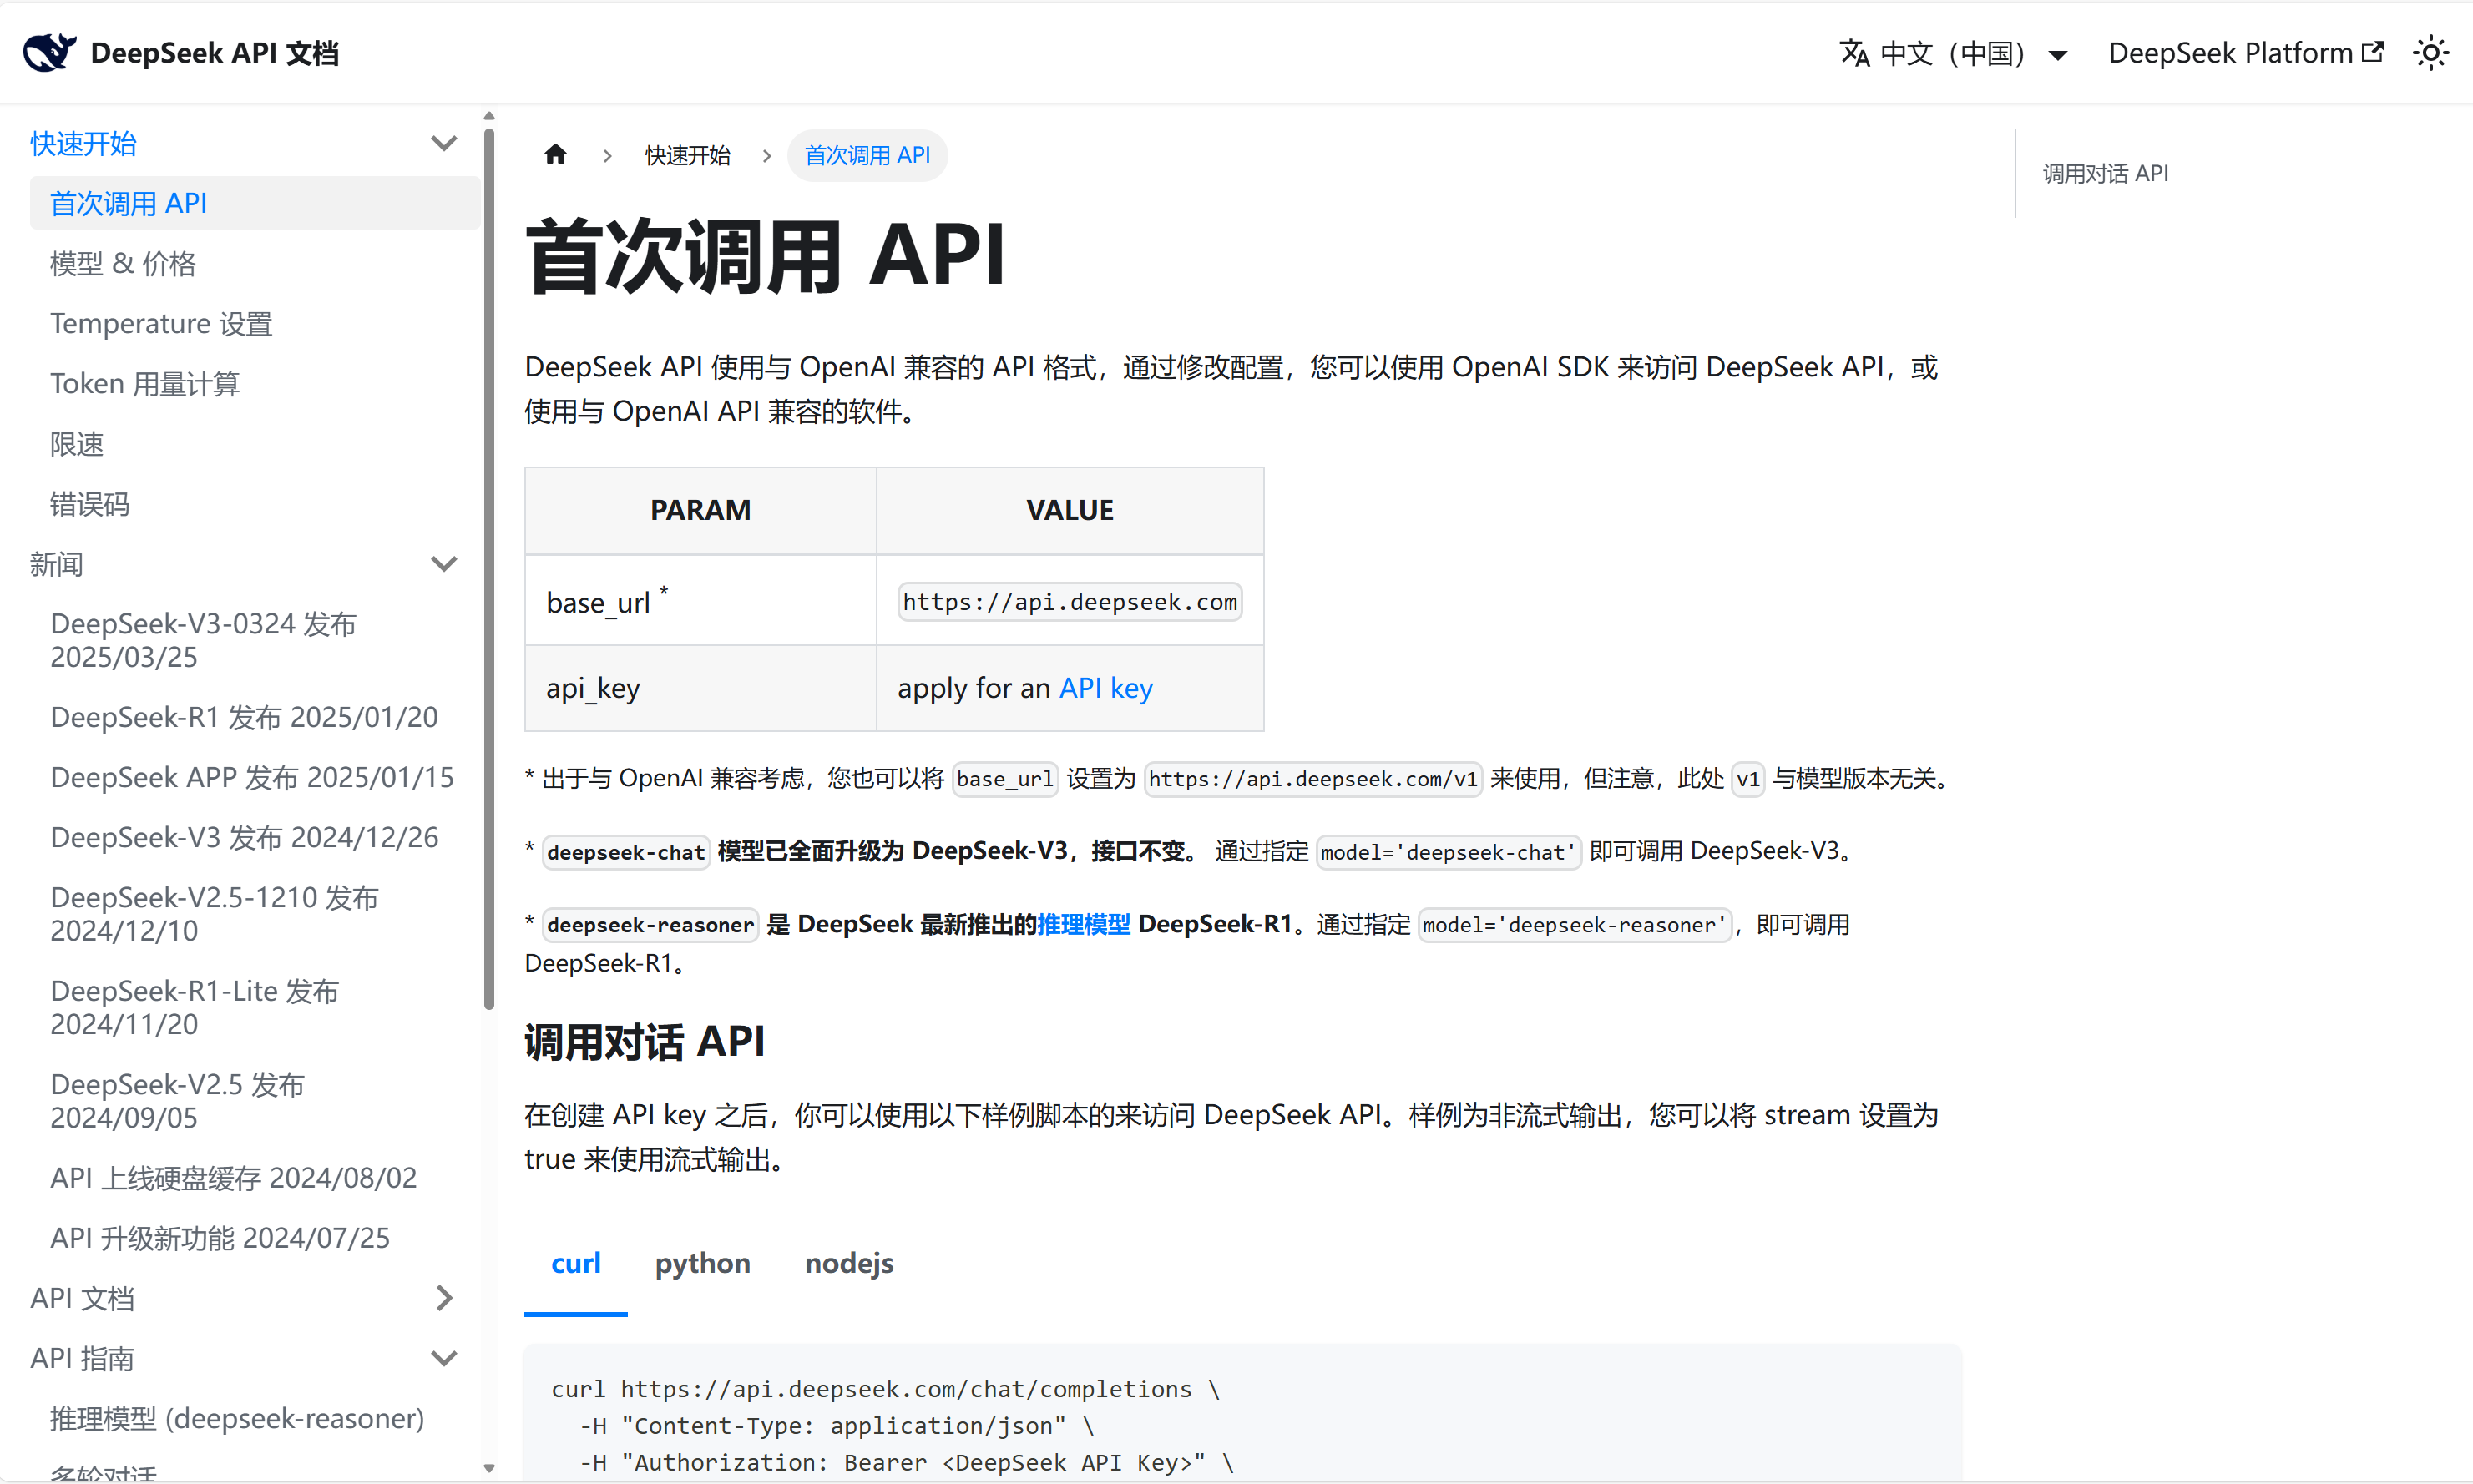 DeepSeek API 文档
中文（中国）
DeepSeek Platform
快速开始
首次调用 API
模型 & 价格
Temperature 设置
Token 用量计算
限速
错误码
新闻
DeepSeek-V3-0324 发布
2025/03/25
DeepSeek-R1 发布 2025/01/20
DeepSeek APP 发布 2025/01/15
DeepSeek-V3 发布 2024/12/26
DeepSeek-V2.5-1210 发布
2024/12/10
DeepSeek-R1-Lite 发布
2024/11/20
DeepSeek-V2.5 发布
2024/09/05
API 上线硬盘缓存 2024/08/02
API 升级新功能 2024/07/25
API 文档
API 指南
推理模型 (deepseek-reasoner)
多轮对话
快速开始
首次调用 API
首次调用 API
DeepSeek API 使用与 OpenAI 兼容的 API 格式，通过修改配置，您可以使用 OpenAI SDK 来访问 DeepSeek API，或
使用与 OpenAI API 兼容的软件。
PARAM VALUE
base_url * https://api.deepseek.com
api_key apply for an API key
* 出于与 OpenAI 兼容考虑，您也可以将 base_url 设置为 https://api.deepseek.com/v1 来使用，但注意，此处 v1 与模型版本无关。
* deepseek-chat 模型已全面升级为 DeepSeek-V3，接口不变。 通过指定 model='deepseek-chat' 即可调用 DeepSeek-V3。
* deepseek-reasoner 是 DeepSeek 最新推出的推理模型 DeepSeek-R1。通过指定 model='deepseek-reasoner'，即可调用
DeepSeek-R1。
调用对话 API
在创建 API key 之后，你可以使用以下样例脚本的来访问 DeepSeek API。样例为非流式输出，您可以将 stream 设置为
true 来使用流式输出。
curl python nodejs
curl https://api.deepseek.com/chat/completions \
-H "Content-Type: application/json" \
-H "Authorization: Bearer <DeepSeek API Key>" \
调用对话 API